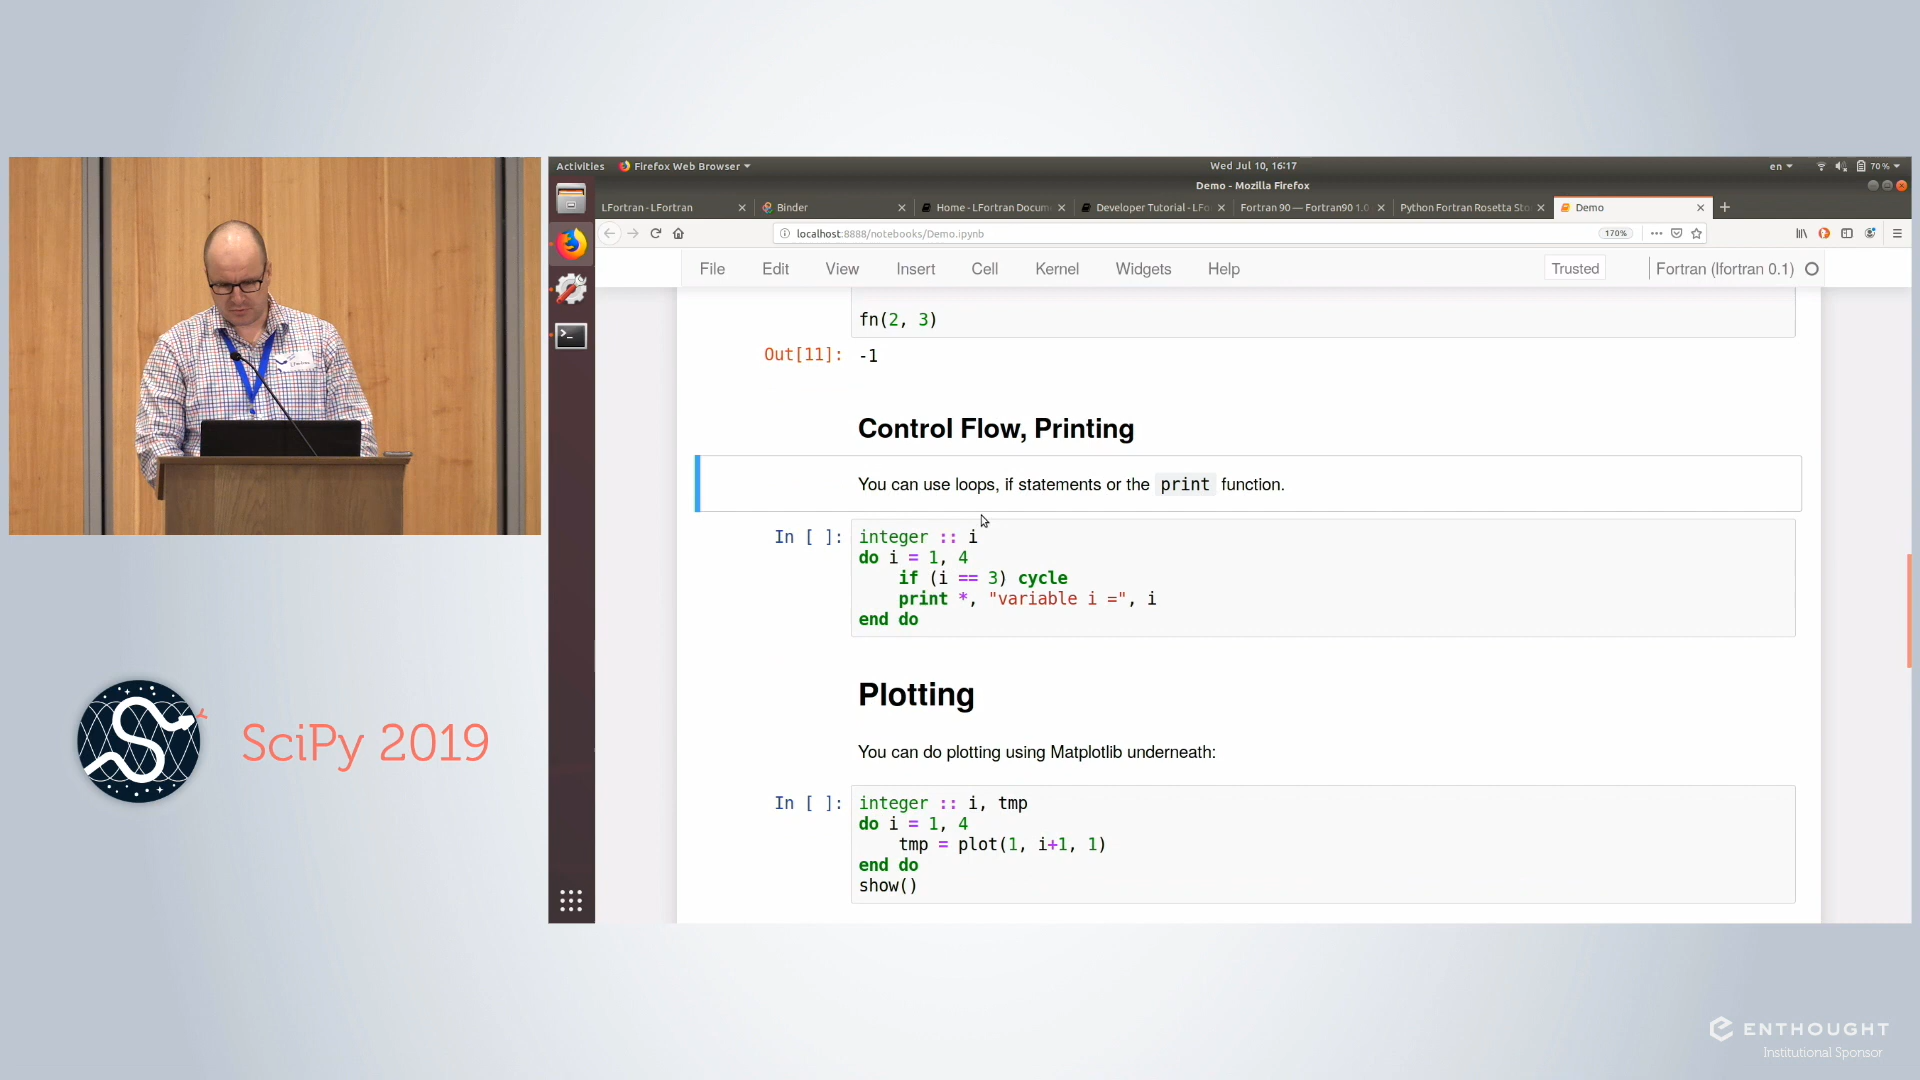 Activities
Firefox Web Browser
Wed Jul 10, 16:17
en
70%
Demo - Mozilla Firefox
LFortran - LFortran
Binder
Home - LFortran Docum
Developer Tutorial - LFo
Fortran 90 — Fortran90 1.0
Python Fortran Rosetta Sto
Demo
localhost:8888/notebooks/Demo.ipynb
170%
File Edit View Insert Cell Kernel Widgets Help
Trusted
Fortran (lfortran 0.1)
fn(2, 3)
Out[11]: -1
Control Flow, Printing
You can use loops, if statements or the print function.
In [ ]: integer :: i
do i = 1, 4
if (i == 3) cycle
print *, "variable i =", i
end do
Plotting
You can do plotting using Matplotlib underneath:
In [ ]: integer :: i, tmp
do i = 1, 4
tmp = plot(1, i+1, 1)
end do
show()
SciPy 2019
ENTHOUGHT
Institutional Sponsor